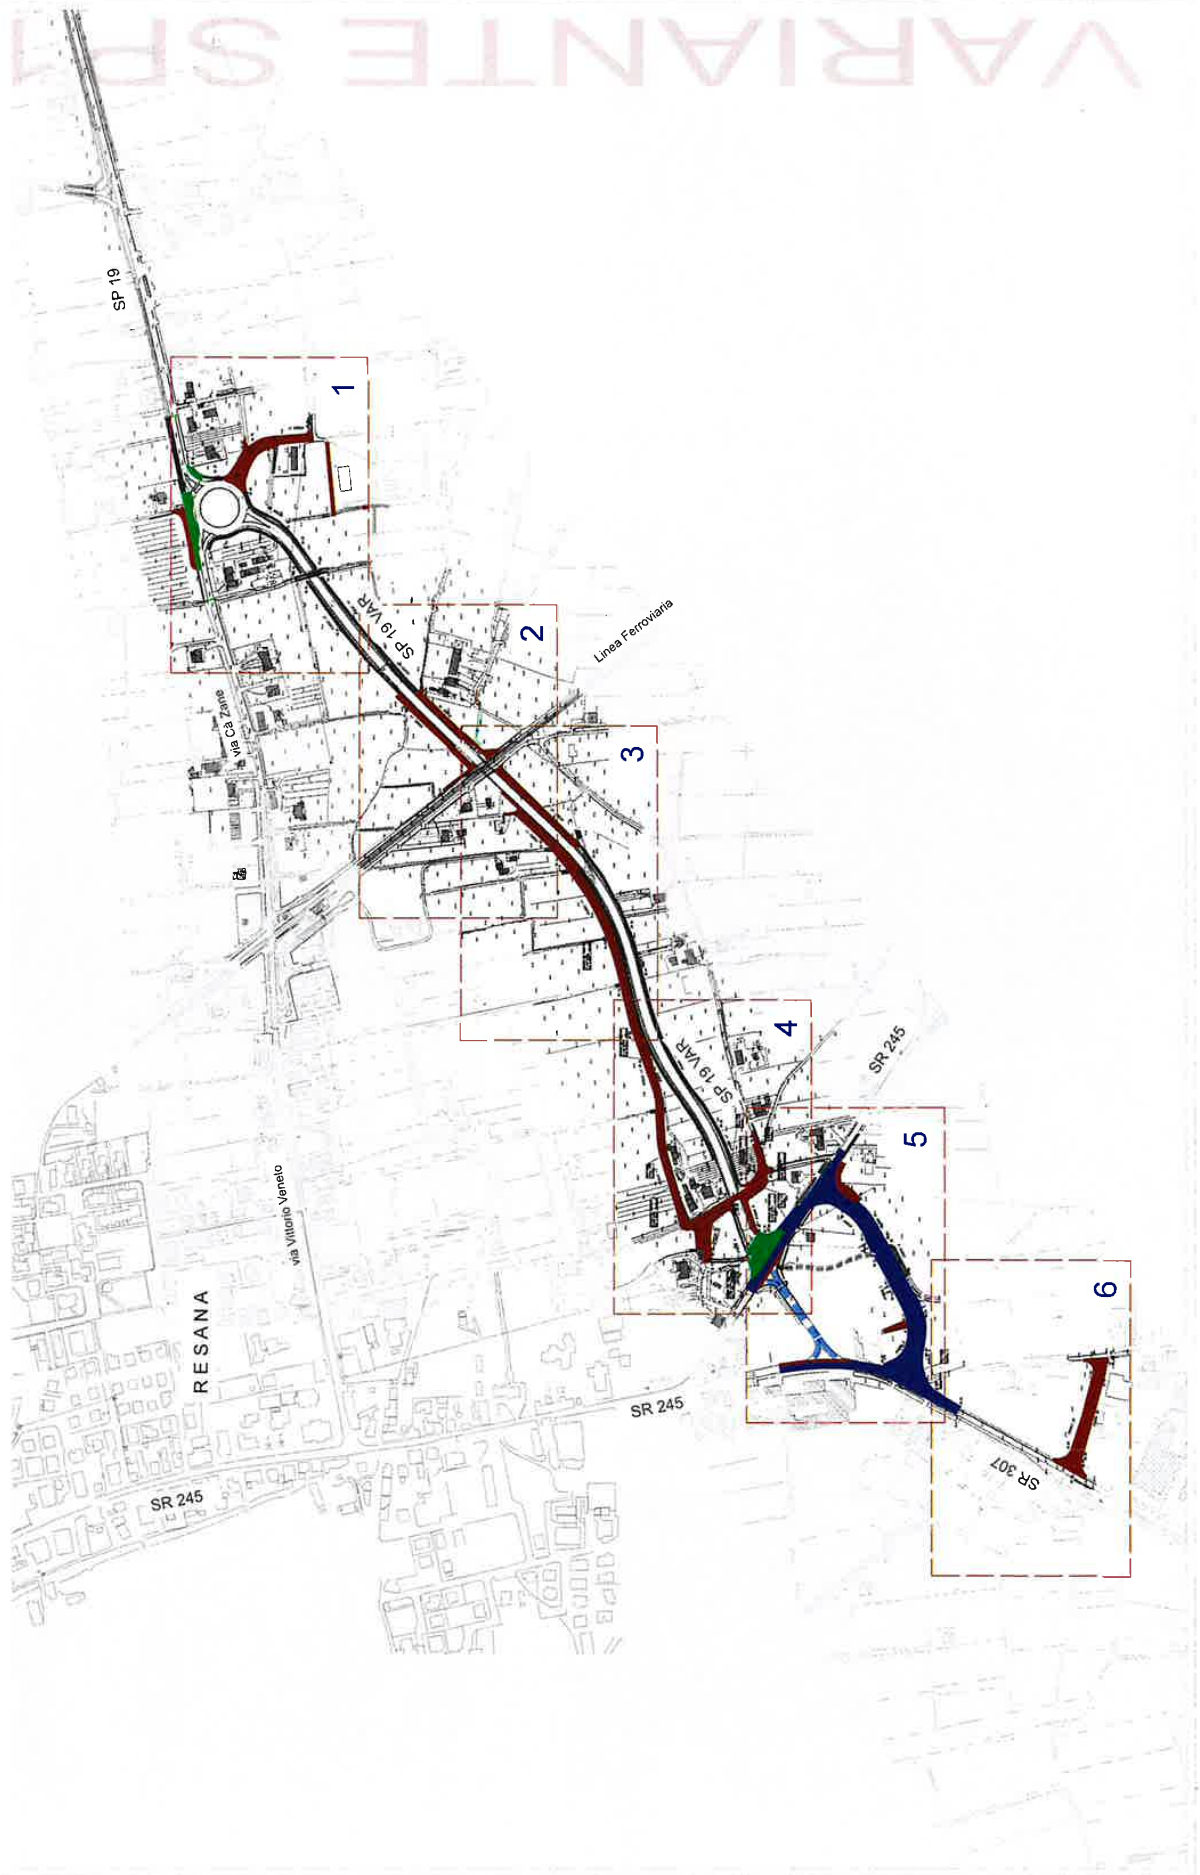 VARIANTE SP1
SP 19
1
SP 19 VAR
2
Linea Ferroviaria
via Cà Zane
3
4
SP 19 VAR
SR 245
5
via Vittorio Veneto
RESANA
6
SR 245
SR 307
SR 245